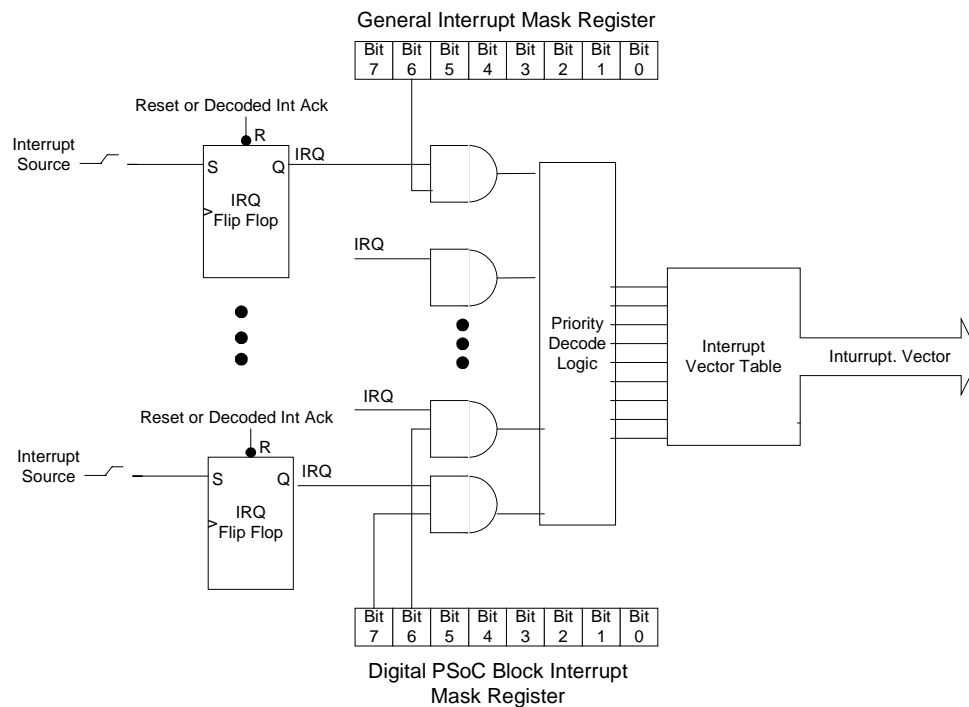 General Interrupt Mask Register
Bit Bit Bit Bit Bit Bit Bit Bit
7 6 5 4 3 2 1 0
Reset or Decoded Int Ack
R
Interrupt
Source
S Q
IRQ
IRQ
Flip Flop
IRQ
Priority
Decode
Logic
Interrupt
Vector Table
Inturrupt. Vector
IRQ
Reset or Decoded Int Ack
R
Interrupt
Source
S Q
IRQ
IRQ
Flip Flop
Bit Bit Bit Bit Bit Bit Bit Bit
7 6 5 4 3 2 1 0
Digital PSoC Block Interrupt
Mask Register